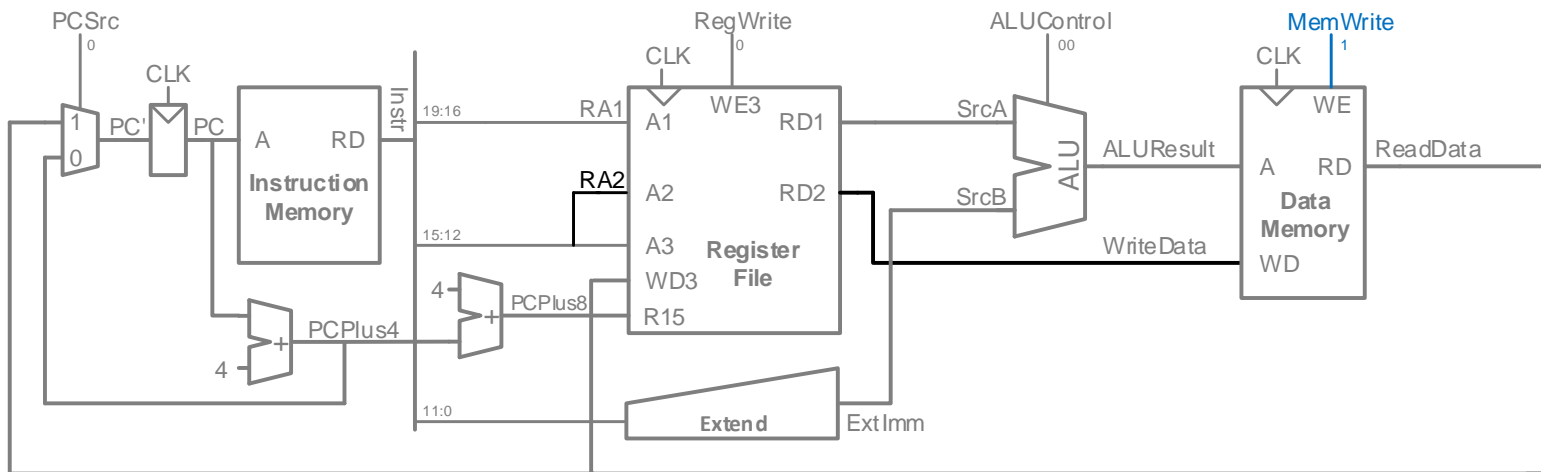 PCSrc
0
RegWrite
0
ALUControl
00
MemWrite
1
CLK
CLK
CLK
1
0
PC'
PC
A
RD
Instruction
Memory
Instr
19:16
RA1
A1
WE3
RD1
SrcA
RA2
A2
RD2
SrcB
ALU
ALUResult
A
RD
WE
ReadData
Data
Memory
WD
15:12
A3
Register
File
WriteData
WD3
R15
4
+
PCPlus8
4
+
PCPlus4
11:0
Extend
ExtImm